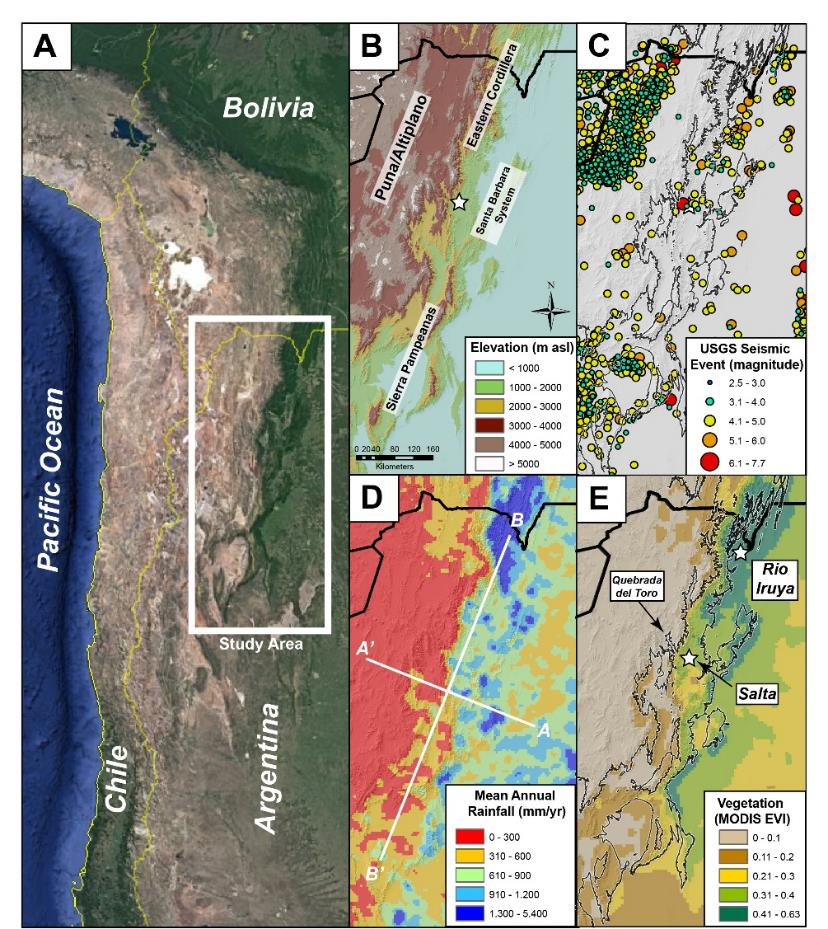 A
Bolivia
Pacific Ocean
Study Area
Argentina
Chile
B
Puna/Altiplano
Eastern Cordillera
Santa Barbara
System
Sierra Pampeanas
N
Elevation (m asl)
< 1000
1000 - 2000
2000 - 3000
3000 - 4000
4000 - 5000
> 5000
0 2040 80 120 160
Kilometers
C
USGS Seismic
Event (magnitude)
2.5 - 3.0
3.1 - 4.0
4.1 - 5.0
5.1 - 6.0
6.1 - 7.7
D
B
A'
A
B'
Mean Annual
Rainfall (mm/yr)
0 - 300
310 - 600
610 - 900
910 - 1.200
1.300 - 5.400
E
Rio
Iruya
Quebrada
del Toro
Salta
Vegetation
(MODIS EVI)
0 - 0.1
0.11 - 0.2
0.21 - 0.3
0.31 - 0.4
0.41 - 0.63